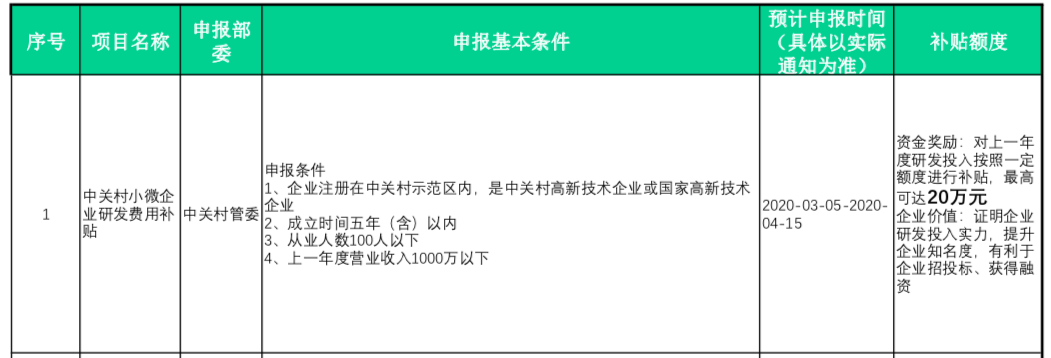 序号
项目名称
申报部
委
申报基本条件
预计申报时间
（具体以实际
通知为准）
补贴额度
1
中关村小微企
业研发费用补
贴
中关村管委
申报条件
1、企业注册在中关村示范区内，是中关村高新技术企业或国家高新技术
企业
2、成立时间五年（含）以内
3、从业人数100人以下
4、上一年度营业收入1000万以下
2020-03-05-2020-
04-15
资金奖励：对上一年
度研发投入按照一定
额度进行补贴，最高
可达20万元
企业价值：证明企业
研发投入实力，提升
企业知名度，有利于
企业招投标、获得融
资